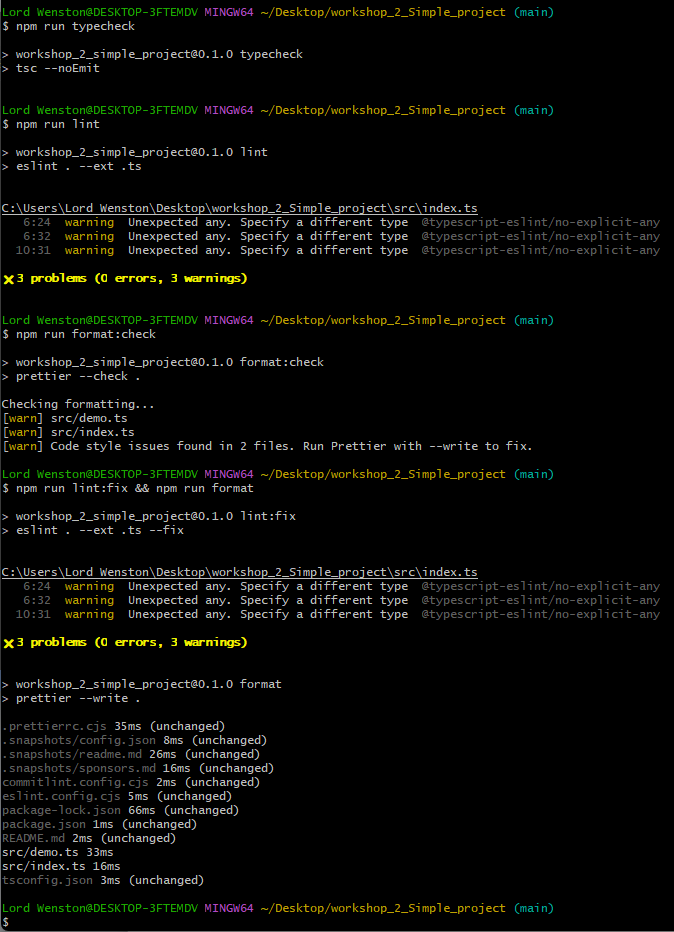 Lord Wenston@DESKTOP-3FTEMDV MINGW64 ~/Desktop/workshop_2_Simple_project (main)
$ npm run typecheck
> workshop_2_simple_project@0.1.0 typecheck
> tsc --noEmit
Lord Wenston@DESKTOP-3FTEMDV MINGW64 ~/Desktop/workshop_2_Simple_project (main)
$ npm run lint
> workshop_2_simple_project@0.1.0 lint
> eslint . --ext .ts
C:\Users\Lord Wenston\Desktop\workshop_2_Simple_project\src\index.ts
6:24 warning Unexpected any. Specify a different type @typescript-eslint/no-explicit-any
6:32 warning Unexpected any. Specify a different type @typescript-eslint/no-explicit-any
10:31 warning Unexpected any. Specify a different type @typescript-eslint/no-explicit-any
✖ 3 problems (0 errors, 3 warnings)
Lord Wenston@DESKTOP-3FTEMDV MINGW64 ~/Desktop/workshop_2_Simple_project (main)
$ npm run format:check
> workshop_2_simple_project@0.1.0 format:check
> prettier --check .
Checking formatting...
[warn] src/demo.ts
[warn] src/index.ts
[warn] Code style issues found in 2 files. Run Prettier with --write to fix.
Lord Wenston@DESKTOP-3FTEMDV MINGW64 ~/Desktop/workshop_2_Simple_project (main)
$ npm run lint:fix && npm run format
> workshop_2_simple_project@0.1.0 lint:fix
> eslint . --ext .ts --fix
C:\Users\Lord Wenston\Desktop\workshop_2_Simple_project\src\index.ts
6:24 warning Unexpected any. Specify a different type @typescript-eslint/no-explicit-any
6:32 warning Unexpected any. Specify a different type @typescript-eslint/no-explicit-any
10:31 warning Unexpected any. Specify a different type @typescript-eslint/no-explicit-any
✖ 3 problems (0 errors, 3 warnings)
> workshop_2_simple_project@0.1.0 format
> prettier --write .
.prettierrc.cjs 35ms (unchanged)
.snapshots/config.json 8ms (unchanged)
.snapshots/readme.md 26ms (unchanged)
.snapshots/sponsors.md 16ms (unchanged)
commitlint.config.cjs 2ms (unchanged)
eslint.config.cjs 5ms (unchanged)
package-lock.json 66ms (unchanged)
package.json 1ms (unchanged)
README.md 2ms (unchanged)
src/demo.ts 33ms
src/index.ts 16ms
tsconfig.json 3ms (unchanged)
Lord Wenston@DESKTOP-3FTEMDV MINGW64 ~/Desktop/workshop_2_Simple_project (main)
$